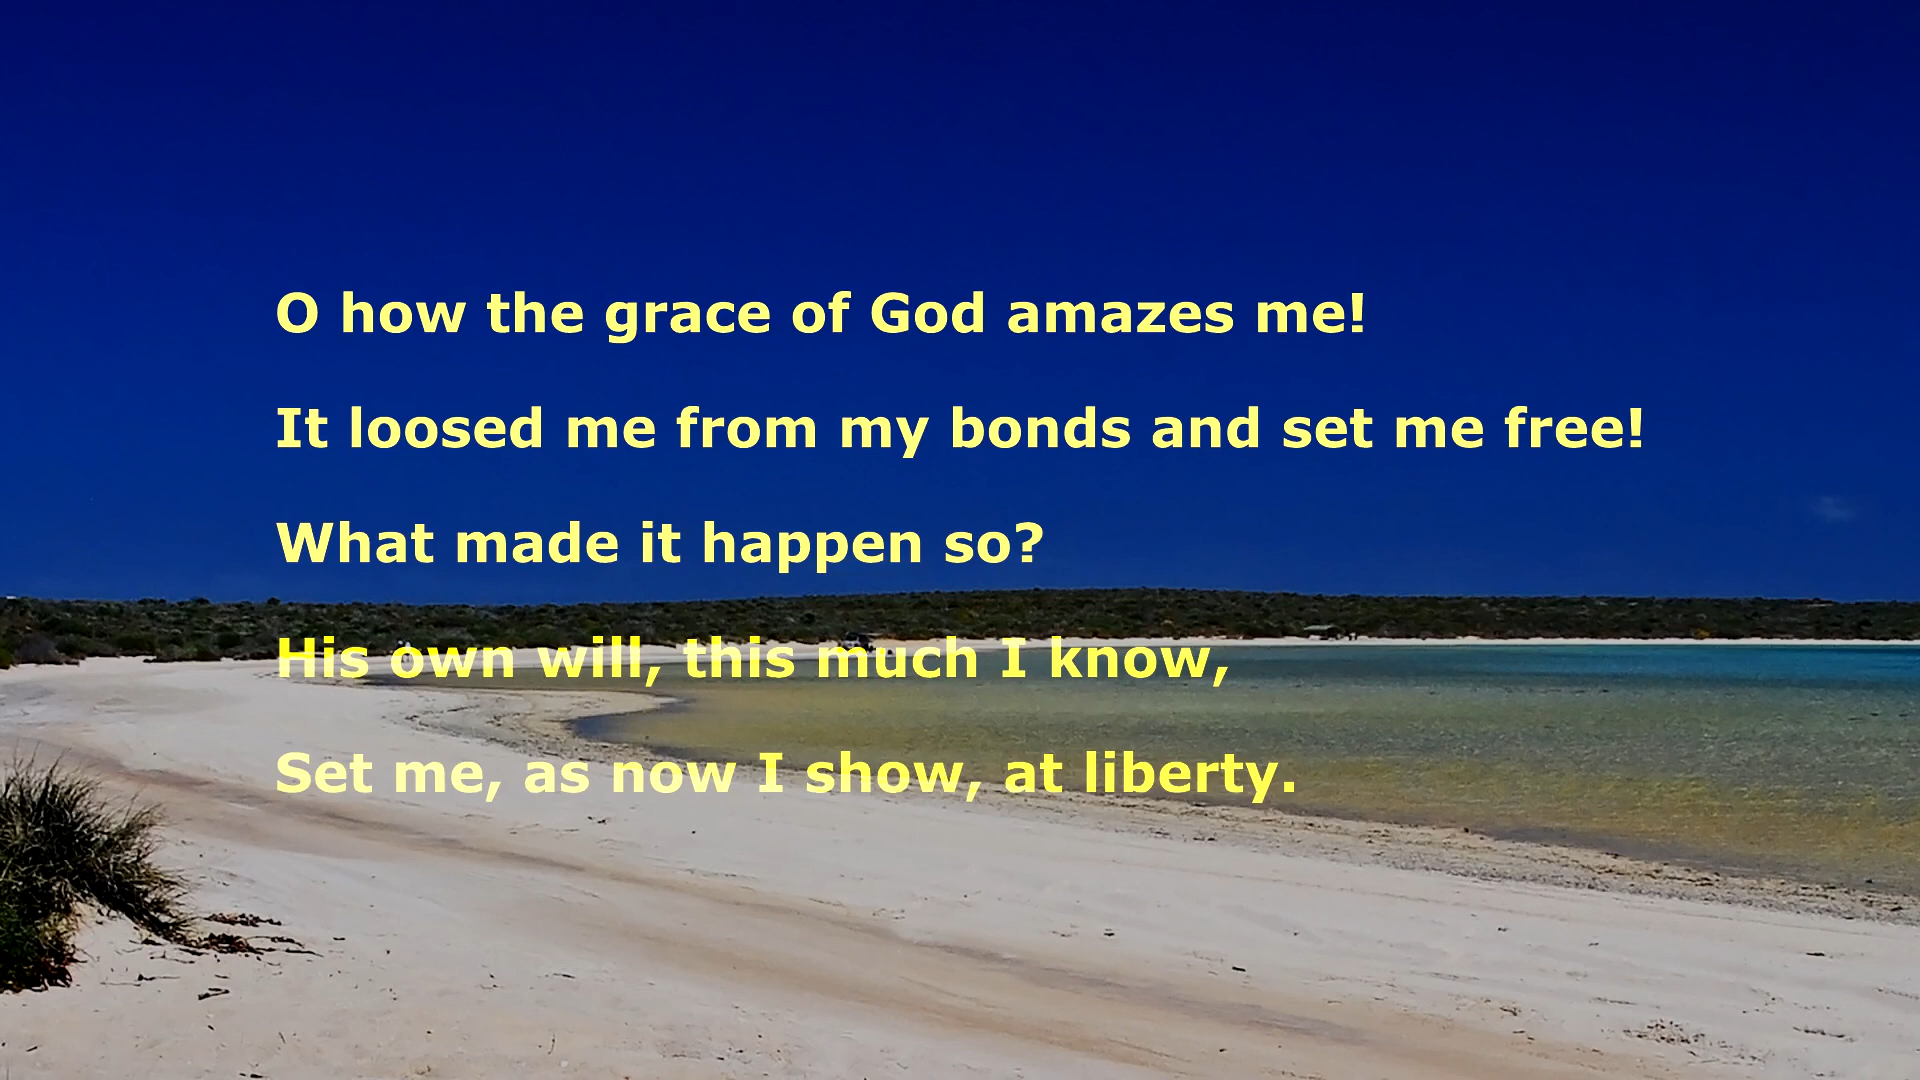 O how the grace of God amazes me!
It loosed me from my bonds and set me free!
What made it happen so?
His own will, this much I know,
Set me, as now I show, at liberty.